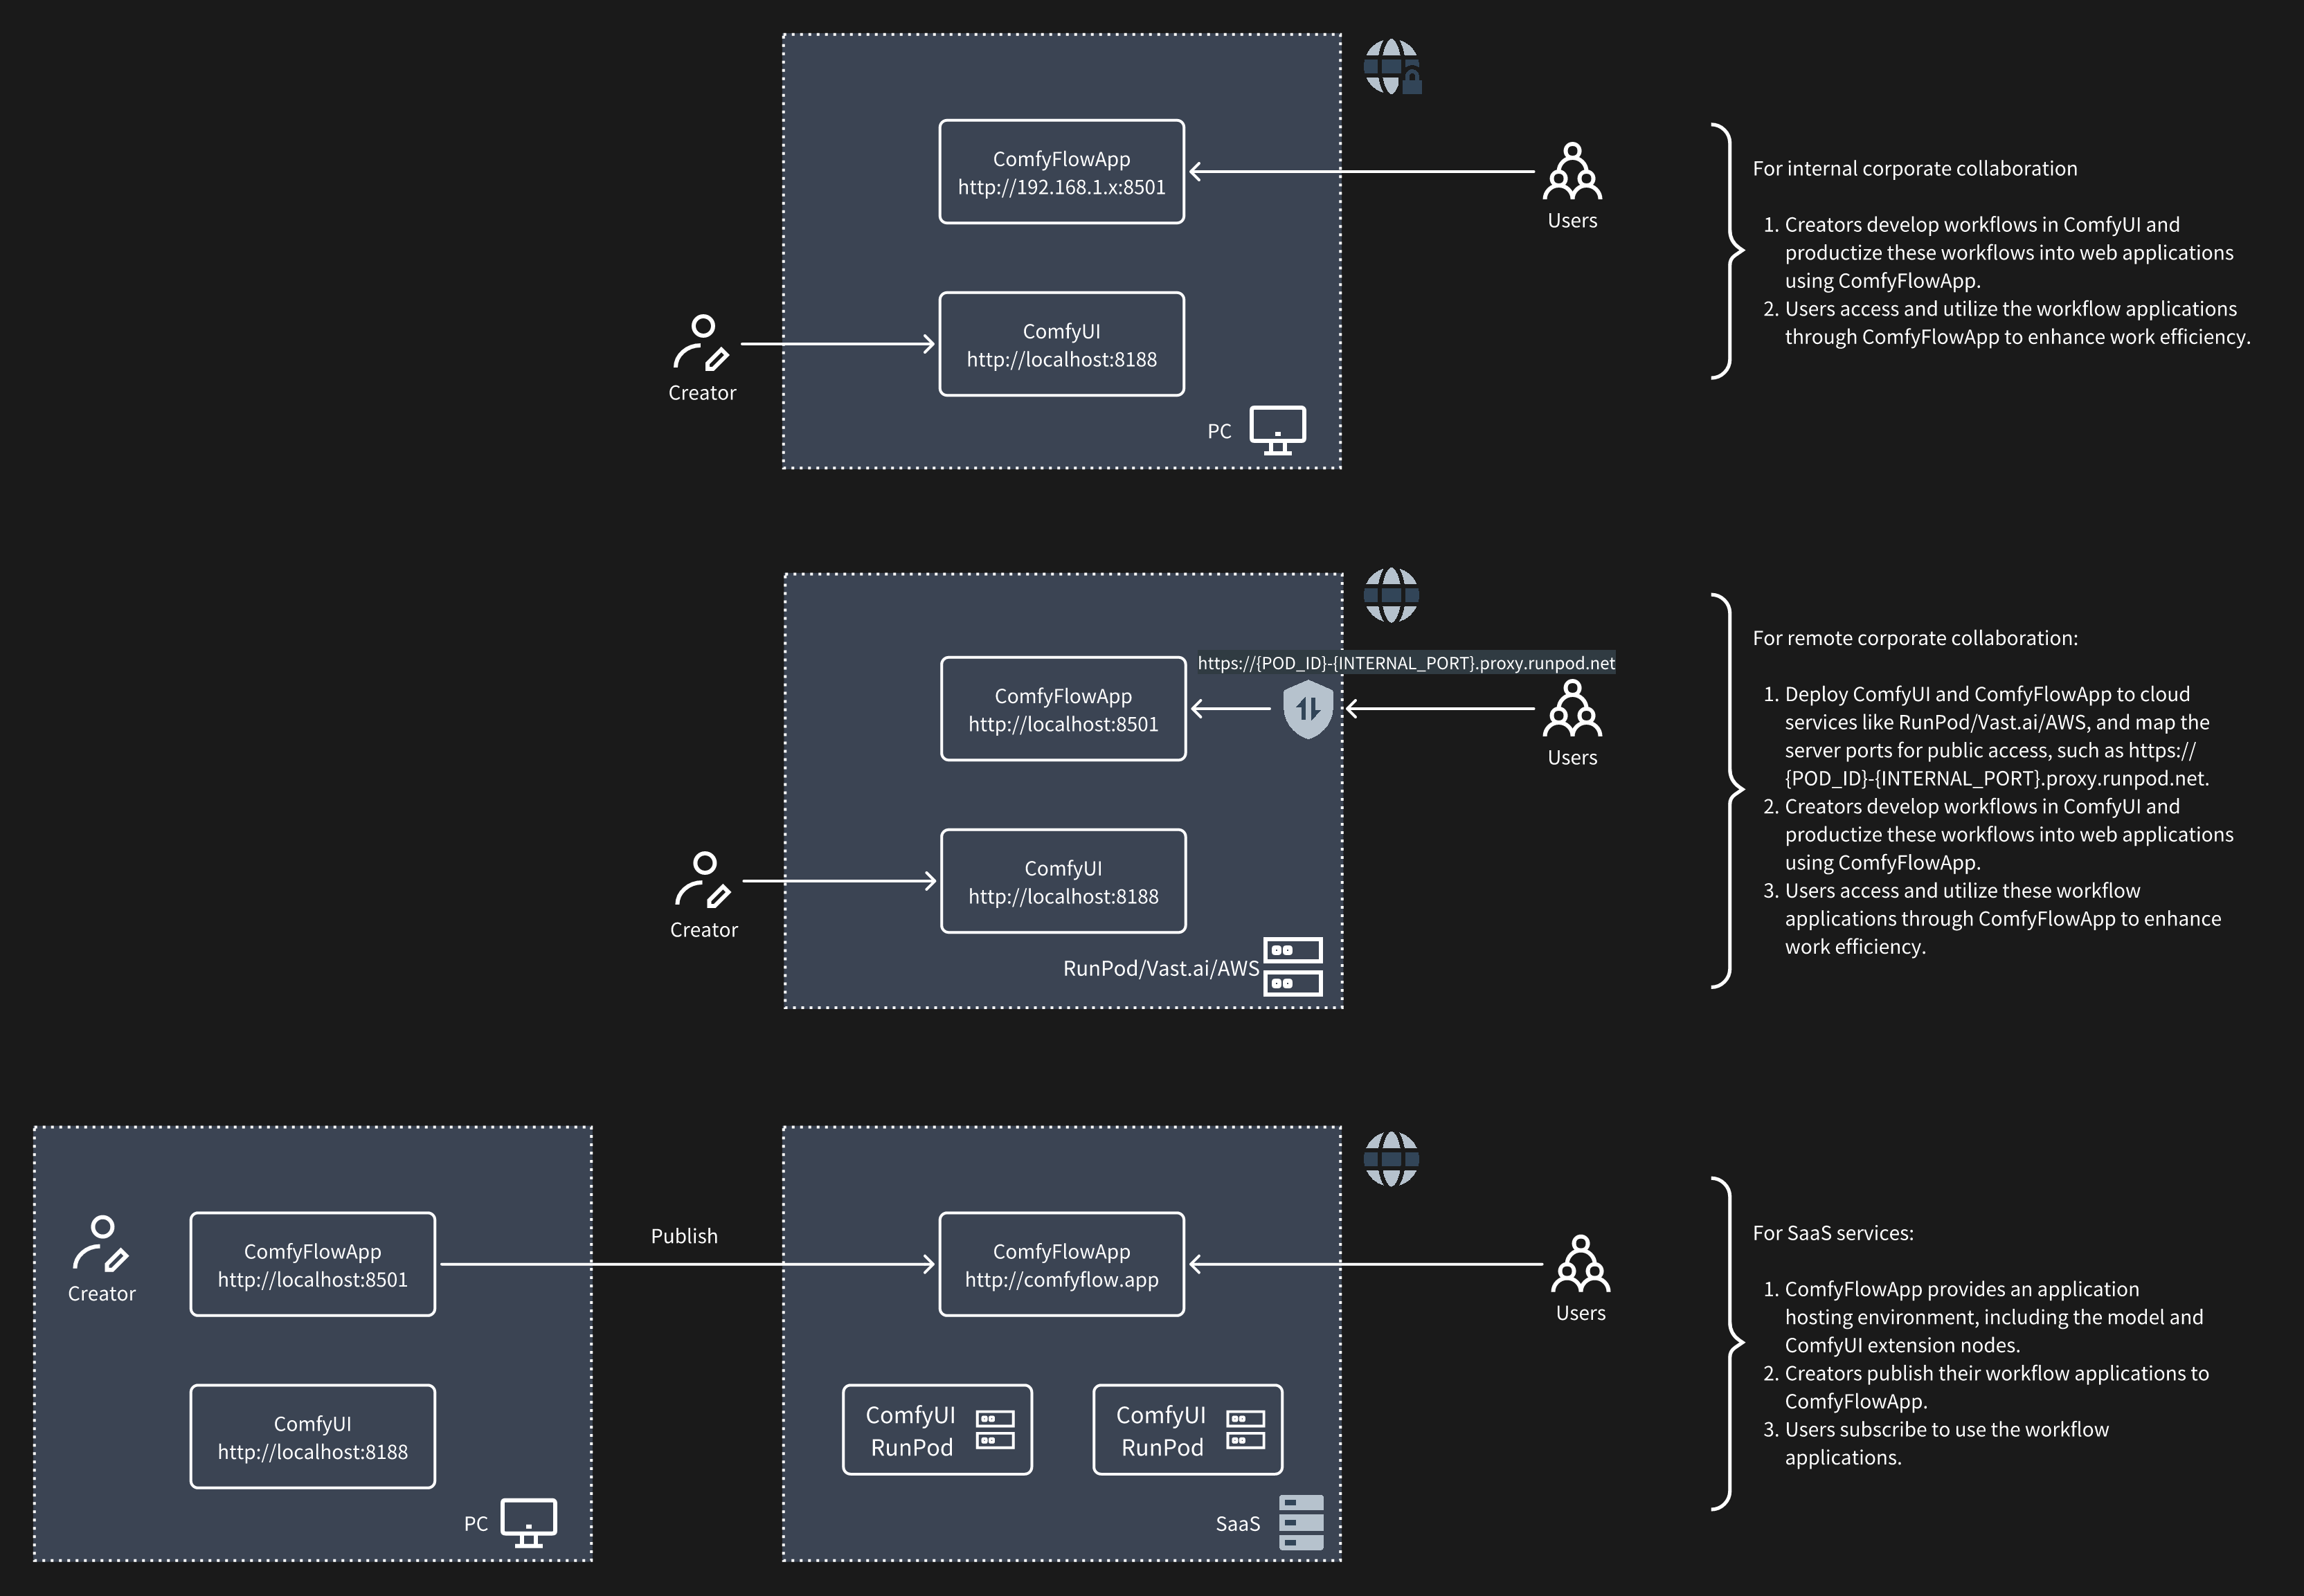 ComfyFlowApp
http://192.168.1.x:8501
Users
ComfyUI
http://localhost:8188
Creator
PC
For internal corporate collaboration
1. Creators develop workflows in ComfyUI and
productize these workflows into web applications
using ComfyFlowApp.
2. Users access and utilize the workflow applications
through ComfyFlowApp to enhance work efficiency.
https://{POD_ID}-{INTERNAL_PORT}.proxy.runpod.net
ComfyFlowApp
http://localhost:8501
Users
ComfyUI
http://localhost:8188
Creator
RunPod/Vast.ai/AWS
For remote corporate collaboration:
1. Deploy ComfyUI and ComfyFlowApp to cloud
services like RunPod/Vast.ai/AWS, and map the
server ports for public access, such as https://
{POD_ID}-{INTERNAL_PORT}.proxy.runpod.net.
2. Creators develop workflows in ComfyUI and
productize these workflows into web applications
using ComfyFlowApp.
3. Users access and utilize these workflow
applications through ComfyFlowApp to enhance
work efficiency.
Creator
ComfyFlowApp
http://localhost:8501
ComfyUI
http://localhost:8188
PC
Publish
ComfyFlowApp
http://comfyflow.app
ComfyUI
RunPod
ComfyUI
RunPod
SaaS
Users
For SaaS services:
1. ComfyFlowApp provides an application
hosting environment, including the model and
ComfyUI extension nodes.
2. Creators publish their workflow applications to
ComfyFlowApp.
3. Users subscribe to use the workflow
applications.